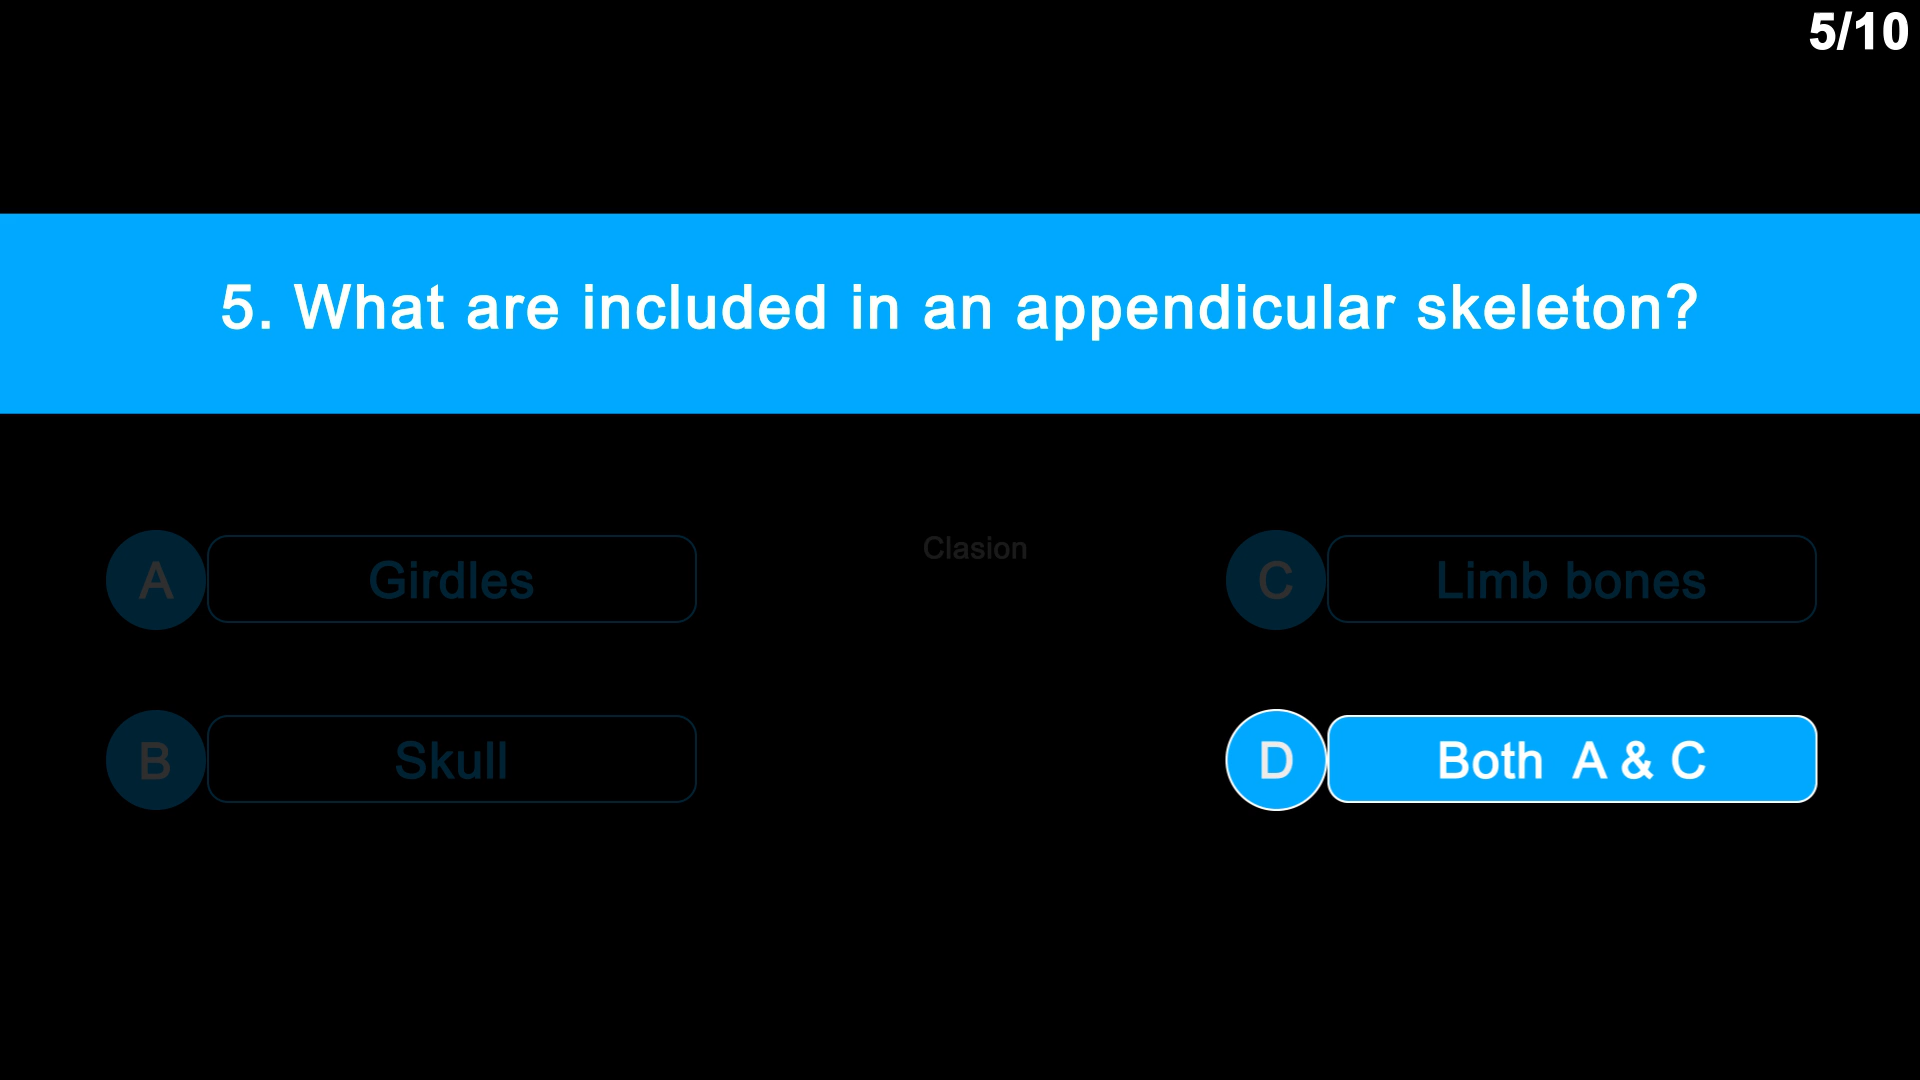 5/10
5. What are included in an appendicular skeleton?
A Girdles
Clasion
C Limb bones
B Skull
D Both A & C